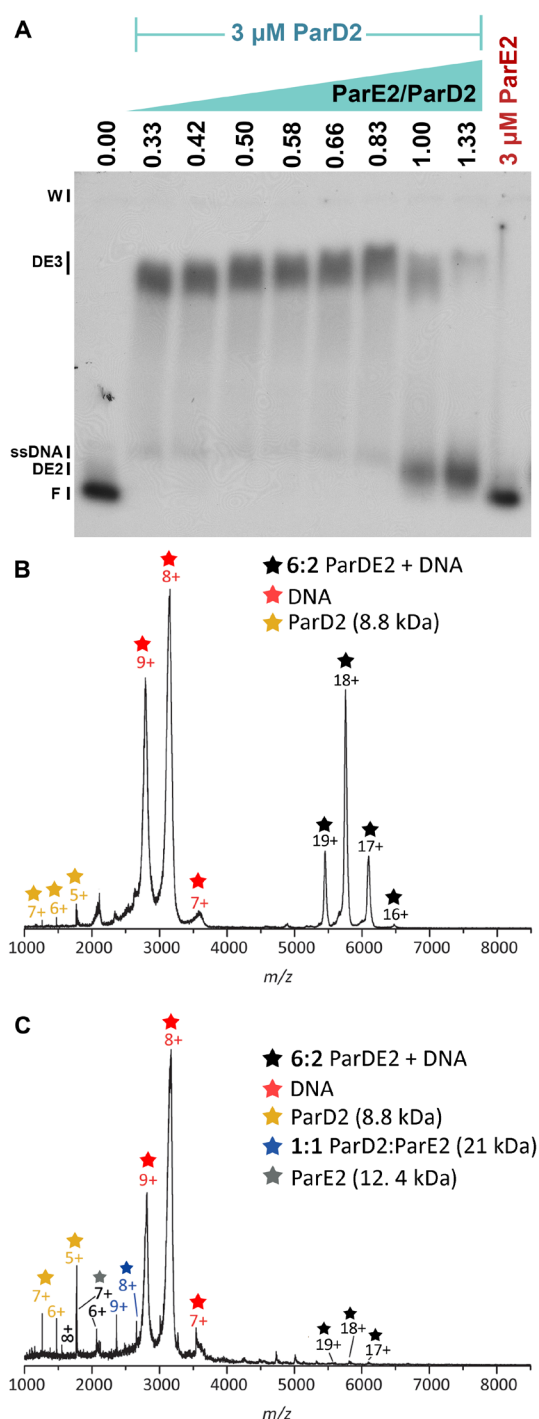 A
3 µM ParD2
ParE2/ParD2
0.00
0.33
0.42
0.50
0.58
0.66
0.83
1.00
1.33
3 µM ParE2
W
DE3
ssDNA
DE2
F
B
8+
9+
7+
7+
6+
5+
19+
18+
17+
16+
6:2 ParDE2 + DNA
DNA
ParD2 (8.8 kDa)
1000 2000 3000 4000 5000 6000 7000 8000
m/z
C
8+
9+
7+
5+
7+
6+
8+
7+
6+
9+
8+
19+
18+
17+
6:2 ParDE2 + DNA
DNA
ParD2 (8.8 kDa)
1:1 ParD2:ParE2 (21 kDa)
ParE2 (12. 4 kDa)
1000 2000 3000 4000 5000 6000 7000 8000
m/z